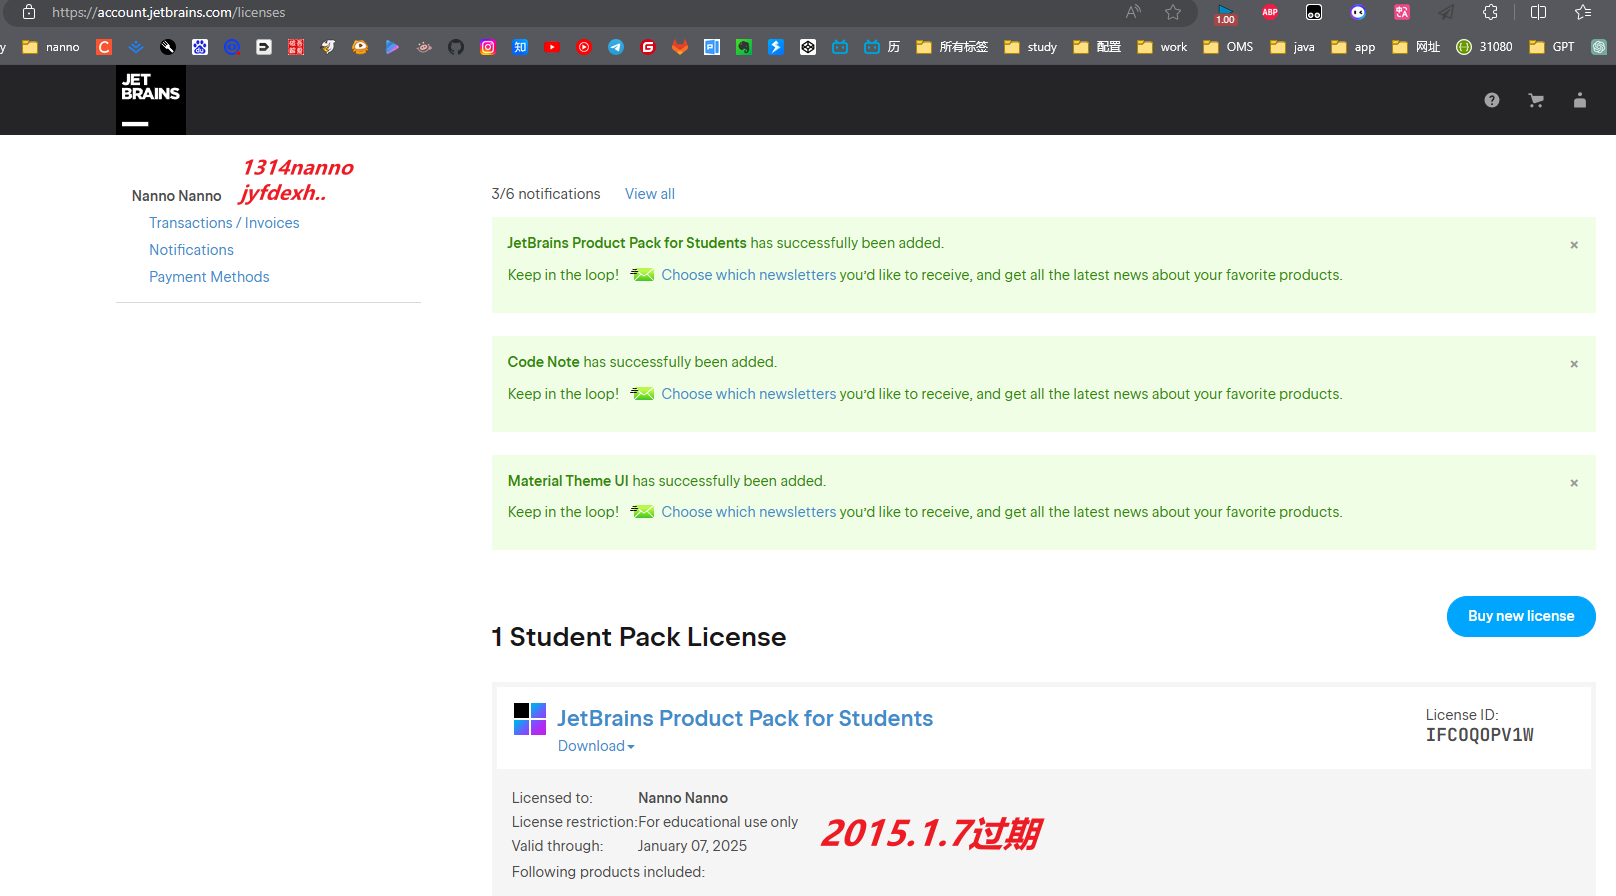 https://account.jetbrains.com/licenses
1.00
ABP
y nanno 知 历 所有标签 study 配置 work OMS java app 网址 31080 GPT
JET
BRAINS
1314nanno
jyfdexh..
Nanno Nanno
Transactions / Invoices
Notifications
Payment Methods
3/6 notifications View all
JetBrains Product Pack for Students has successfully been added. ×
Keep in the loop! Choose which newsletters you'd like to receive, and get all the latest news about your favorite products.
Code Note has successfully been added. ×
Keep in the loop! Choose which newsletters you'd like to receive, and get all the latest news about your favorite products.
Material Theme UI has successfully been added. ×
Keep in the loop! Choose which newsletters you'd like to receive, and get all the latest news about your favorite products.
Buy new license
1 Student Pack License
JetBrains Product Pack for Students
Download
License ID:
IFCOQOPV1W
Licensed to: Nanno Nanno
License restriction:For educational use only
Valid through: January 07, 2025
2015.1.7过期
Following products included: